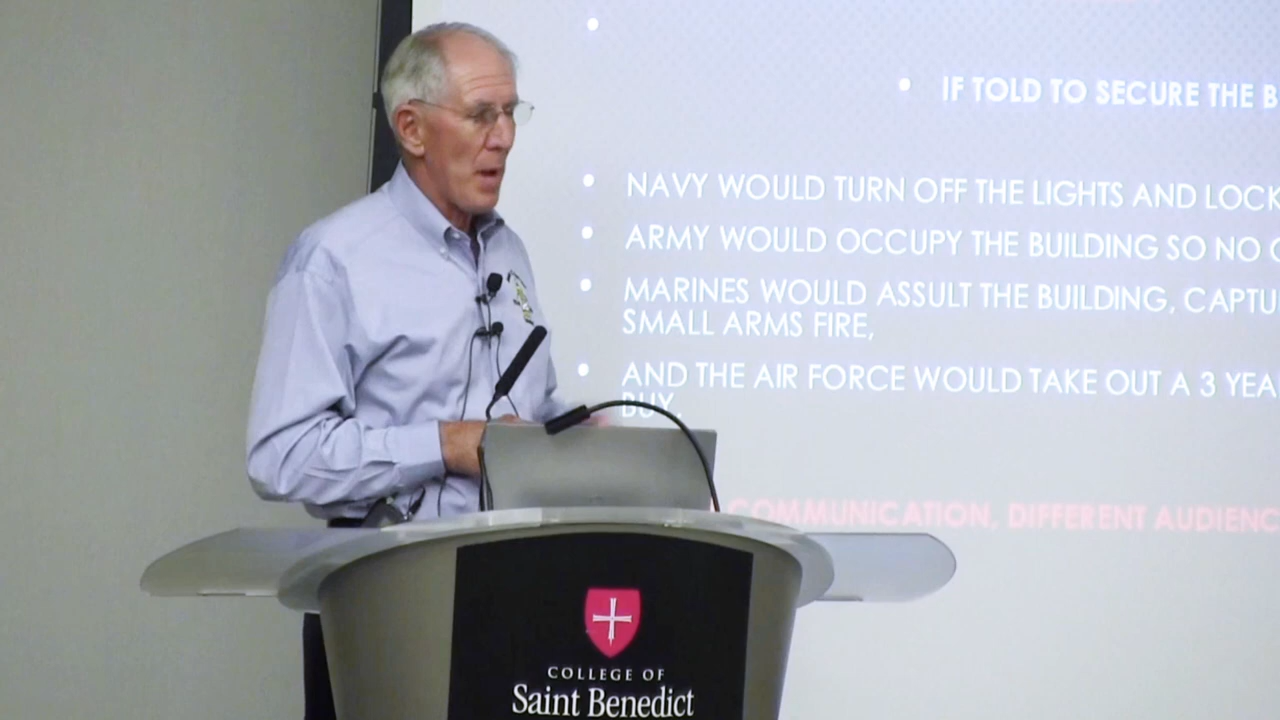 IF TOLD TO SECURE THE B
NAVY WOULD TURN OFF THE LIGHTS AND LOCK
ARMY WOULD OCCUPY THE BUILDING SO NO
MARINES WOULD ASSULT THE BUILDING, CAPTU
SMALL ARMS FIRE,
AND THE AIR FORCE WOULD TAKE OUT A 3 YEA
BUY.
COMMUNICATION, DIFFERENT AUDIENC
COLLEGE OF
Saint Benedict